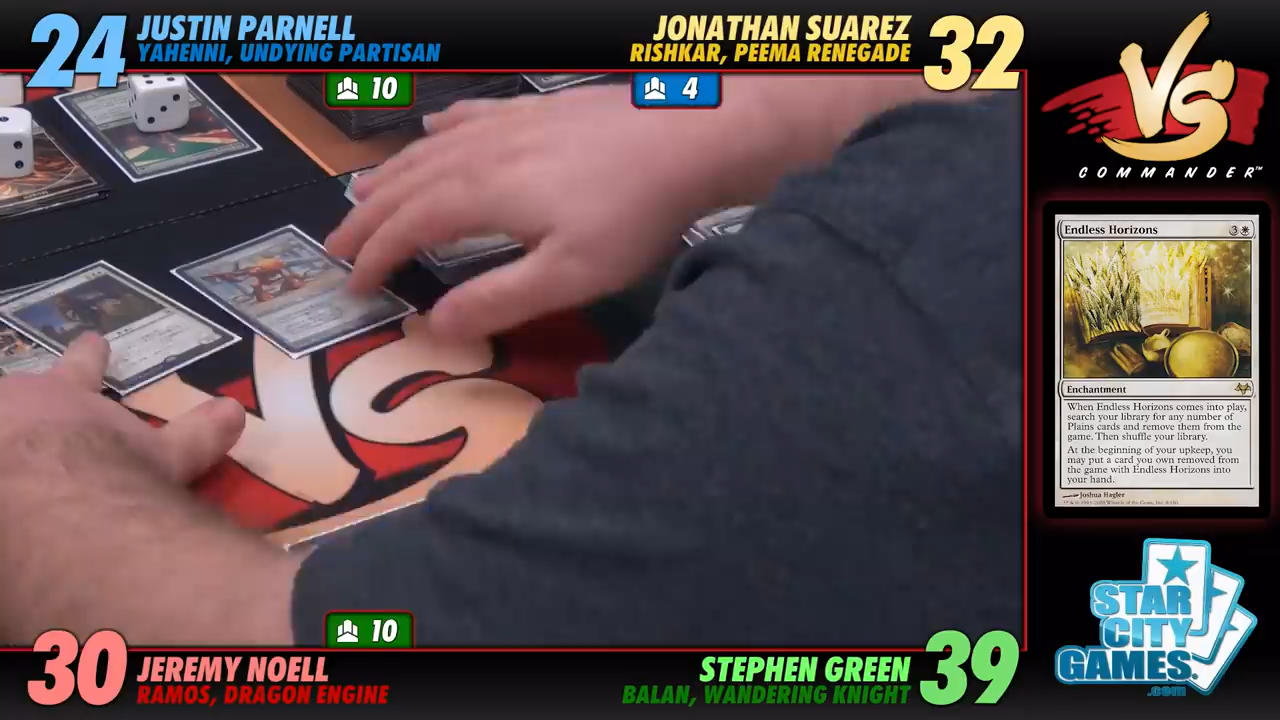 24
JUSTIN PARNELL
YAHENNI, UNDYING PARTISAN
JONATHAN SUAREZ
RISHKAR, PEEMA RENEGADE
32
10
4
VS
COMMANDER™
Endless Horizons 3
Enchantment
When Endless Horizons comes into play,
search your library for any number of
Plains cards and remove them from the
game. Then shuffle your library.
At the beginning of your upkeep, you
may put a card you own removed from
the game with Endless Horizons into
your hand.
Joshua Hagler
VS
10
30
JEREMY NOELL
RAMOS, DRAGON ENGINE
STEPHEN GREEN
BALAN, WANDERING KNIGHT
39
STAR
CITY
GAMES.
.com